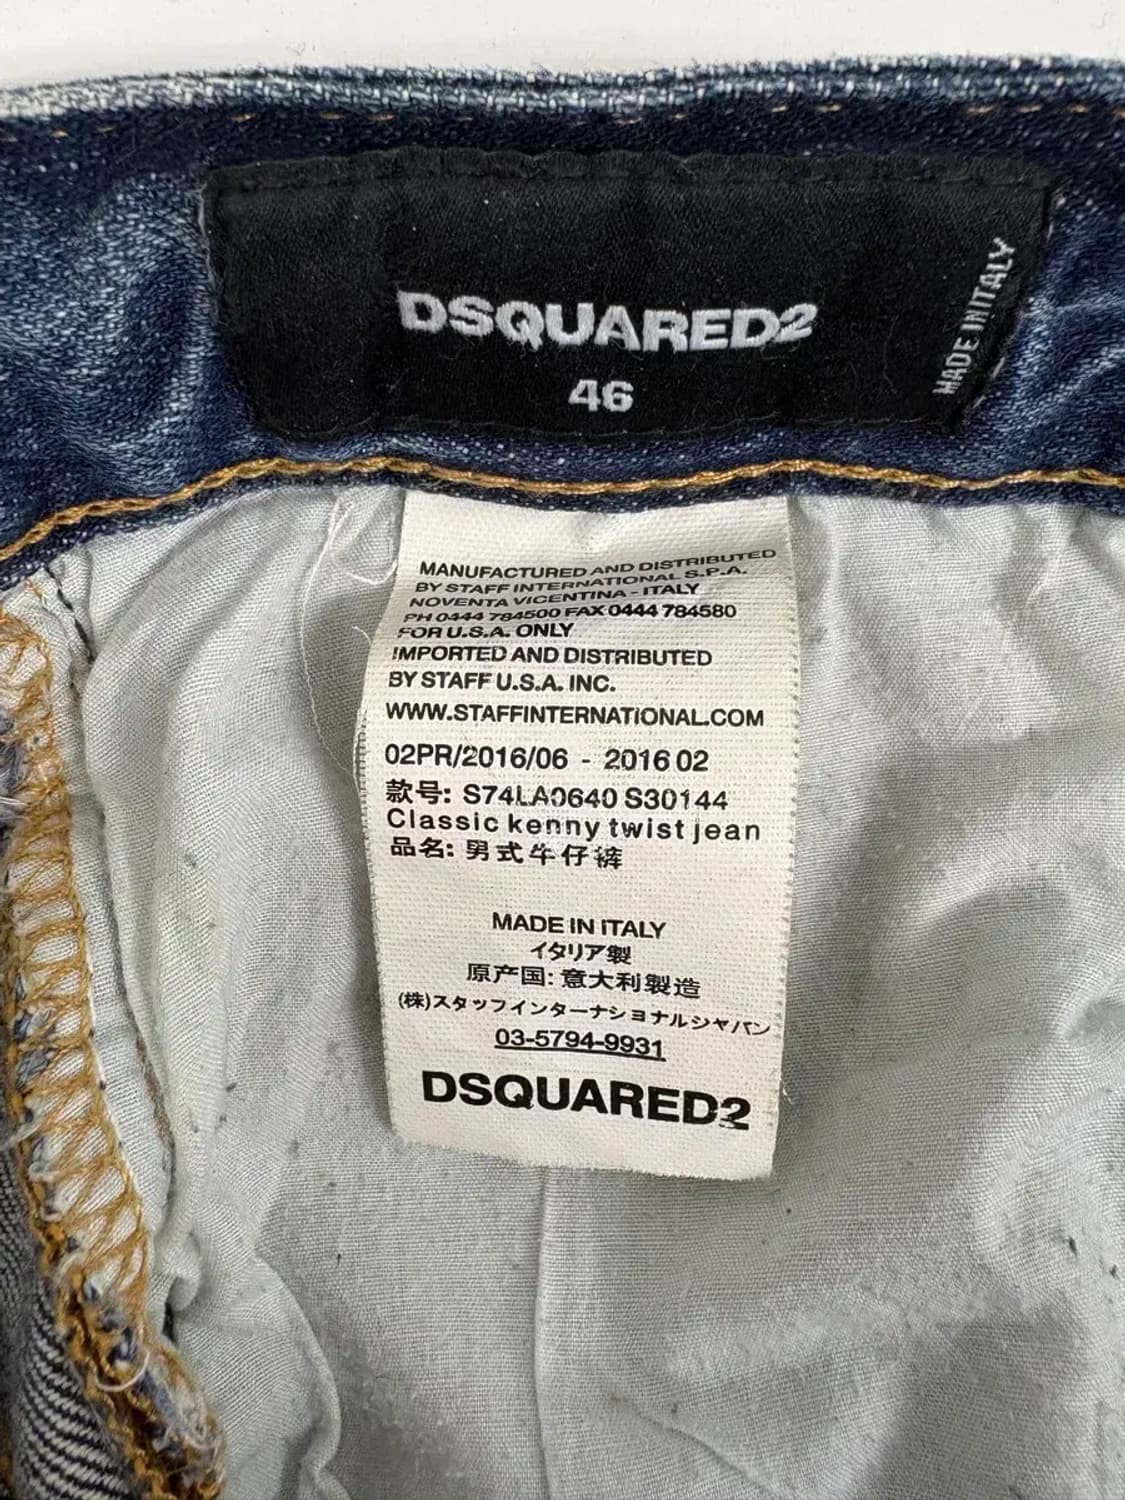 DSQUARED2
46
MADE IN ITALY
MANUFACTURED AND DISTRIBUTED
BY STAFF INTERNATIONAL S.P.A.
NOVENTA VICENTINA - ITALY
PH 0444 784500 FAX 0444 784580
FOR U.S.A. ONLY
IMPORTED AND DISTRIBUTED
BY STAFF U.S.A. INC.
WWW.STAFFINTERNATIONAL.COM
02PR/2016/06 - 2016 02
款号: S74LA0640 S30144
Classic kenny twist jean
品名: 男式牛仔裤
MADE IN ITALY
イタリア製
原产国: 意大利製造
(株)スタッフインターナショナルジャパン
03-5794-9931
DSQUARED2